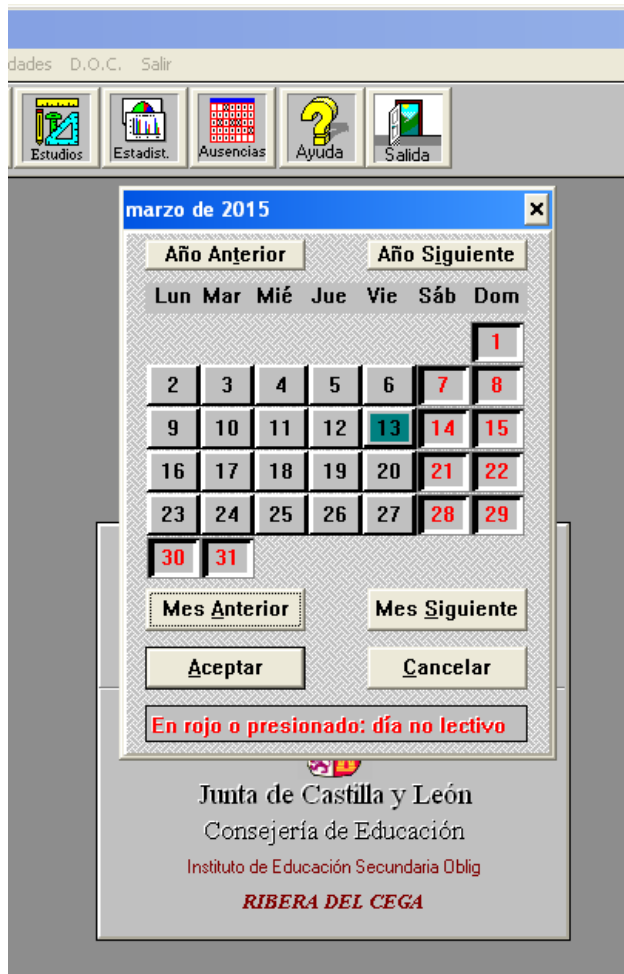 dades D.O.C. Salir
Estudios Estadist. Ausencias Ayuda Salida
marzo de 2015
Año Anterior Año Siguiente
Lun Mar Mié Jue Vie Sáb Dom
1
2 3 4 5 6 7 8
9 10 11 12 13 14 15
16 17 18 19 20 21 22
23 24 25 26 27 28 29
30 31
Mes Anterior Mes Siguiente
Aceptar Cancelar
En rojo o presionado: día no lectivo
Junta de Castilla y León
Consejería de Educación
Instituto de Educación Secundaria Oblig
RIBERA DEL CEGA